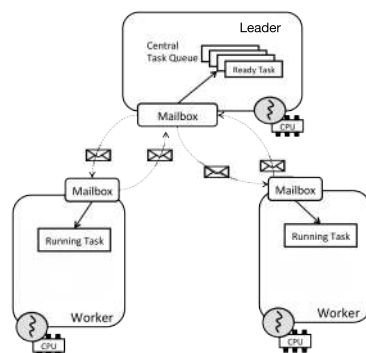 Leader
Central
Task Queue
Ready Task
Mailbox
CPU
Mailbox
Mailbox
Running Task
Running Task
Worker
Worker
CPU
CPU